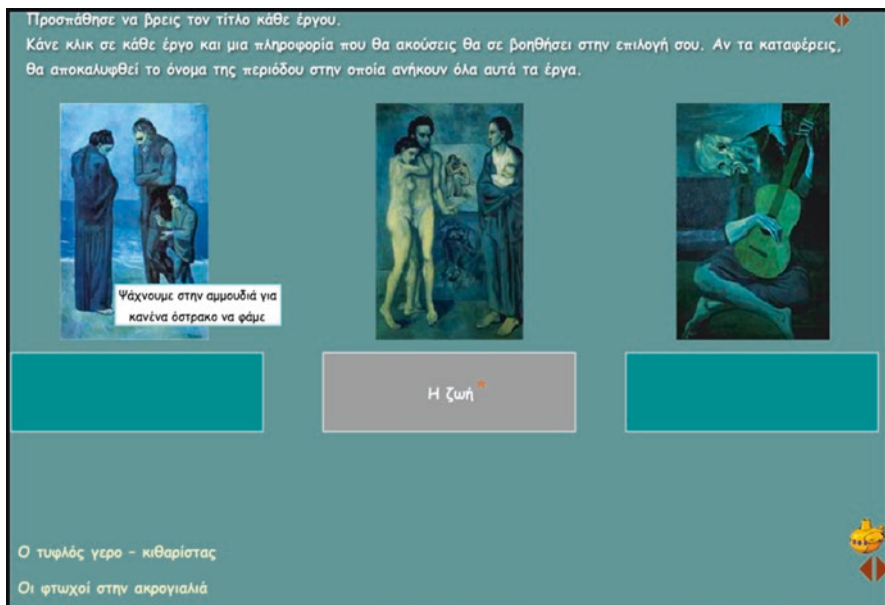 Προσπάθησε να βρεις τον τίτλο κάθε έργου.
Κάνε κλικ σε κάθε έργο και μια πληροφορία που θα ακούσεις θα σε βοηθήσει στην επιλογή σου. Αν τα καταφέρεις,
θα αποκαλυφθεί το όνομα της περιόδου στην οποία ανήκουν όλα αυτά τα έργα.
Ψάχνουμε στην αμμουδιά για
κανένα όστρακο να φάμε
Η ζωή *
Ο τυφλός γερο - κιθαρίστας
Οι φτωχοί στην ακρογιαλιά